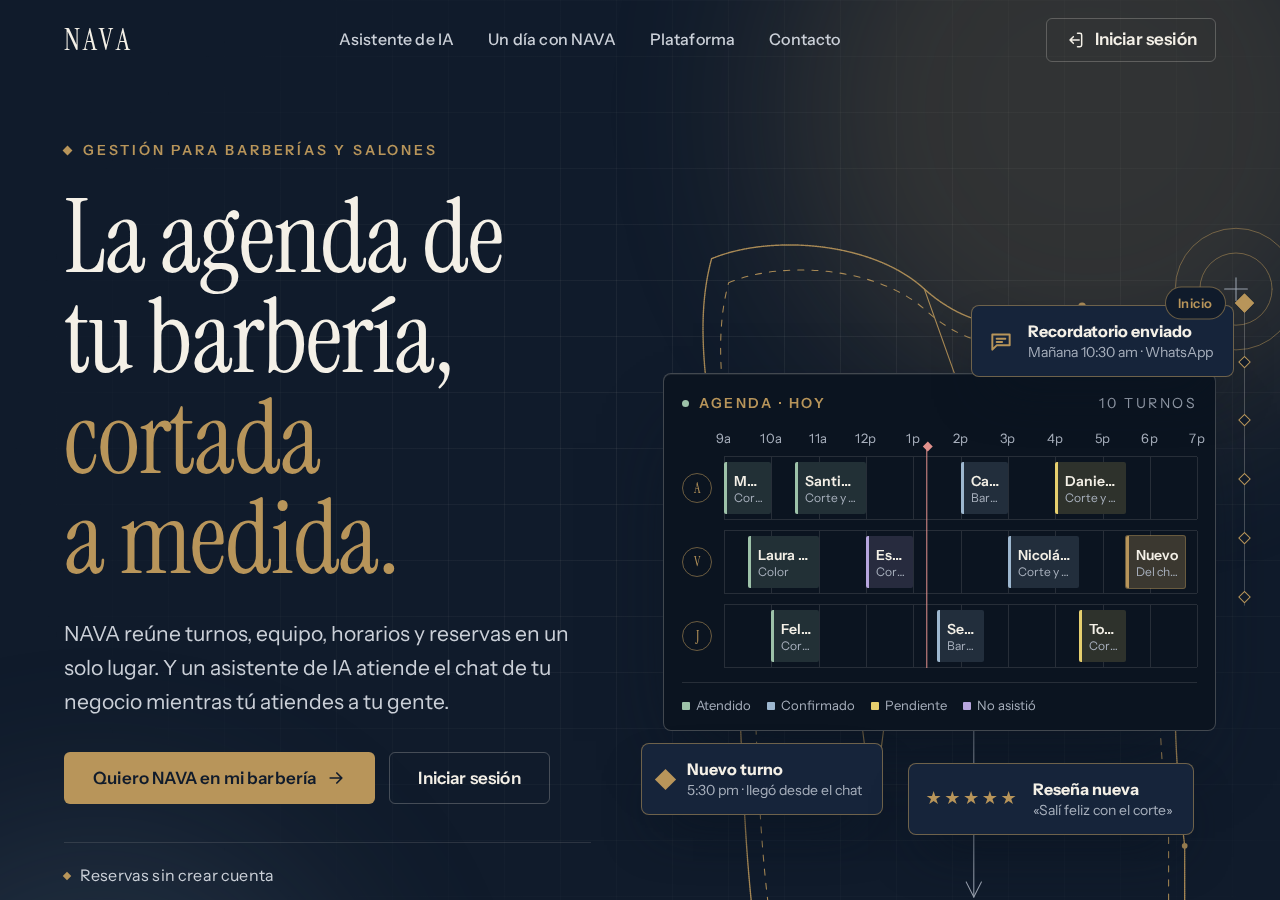 NAVA
Asistente de IA
Un día con NAVA
Plataforma
Contacto
Iniciar sesión
GESTIÓN PARA BARBERÍAS Y SALONES
La agenda de
tu barbería,
cortada
a medida.
NAVA reúne turnos, equipo, horarios y reservas en un
solo lugar. Y un asistente de IA atiende el chat de tu
negocio mientras tú atiendes a tu gente.
Quiero NAVA en mi barbería →
Iniciar sesión
Reservas sin crear cuenta
Inicio
Recordatorio enviado
Mañana 10:30 am · WhatsApp
AGENDA · HOY
10 TURNOS
9a 10a 11a 12p 1p 2p 3p 4p 5p 6p 7p
A
M...
Cor...
Santi...
Corte y ...
Ca...
Bar...
Danie...
Corte y ...
V
Laura ...
Color
Es...
Cor...
Nicolá...
Corte y ...
Nuevo
Del ch...
J
Fel...
Cor...
Se...
Bar...
To...
Cor...
Atendido
Confirmado
Pendiente
No asistió
Nuevo turno
5:30 pm · llegó desde el chat
★★★★★
Reseña nueva
«Salí feliz con el corte»